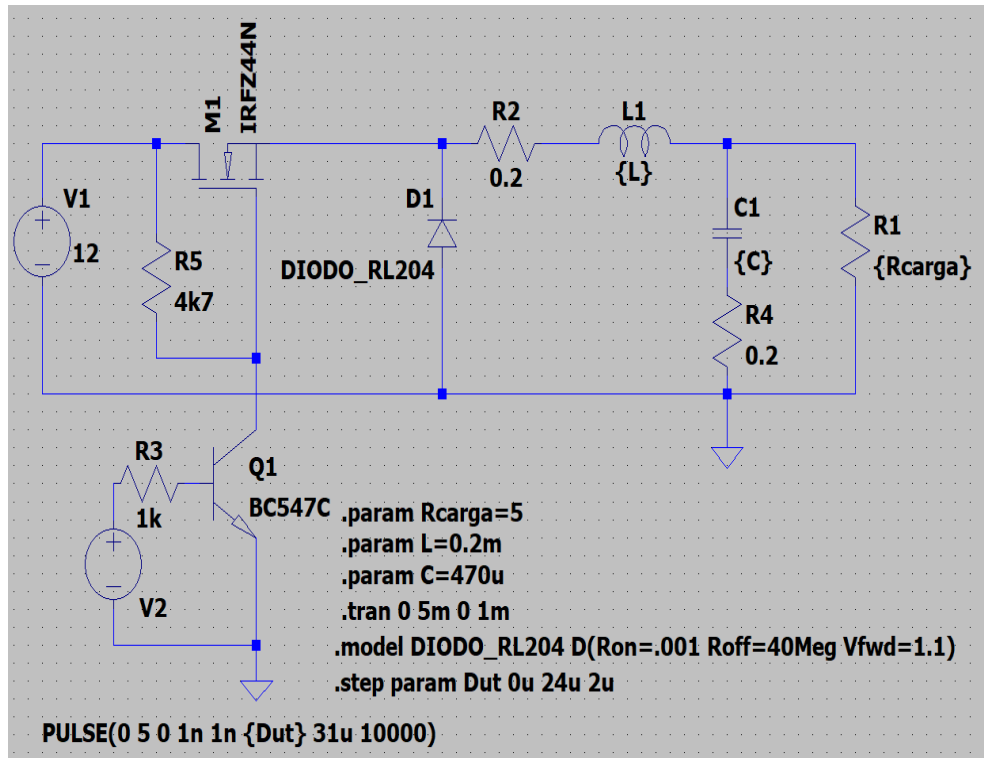 M1
IRFZ44N
R2
0.2
L1
{L}
V1
12
R5
4k7
D1
DIODO_RL204
C1
{C}
R1
{Rcarga}
R4
0.2
R3
1k
Q1
BC547C
V2
.param Rcarga=5
.param L=0.2m
.param C=470u
.tran 0 5m 0 1m
.model DIODO_RL204 D(Ron=.001 Roff=40Meg Vfwd=1.1)
.step param Dut 0u 24u 2u
PULSE(0 5 0 1n 1n {Dut} 31u 10000)